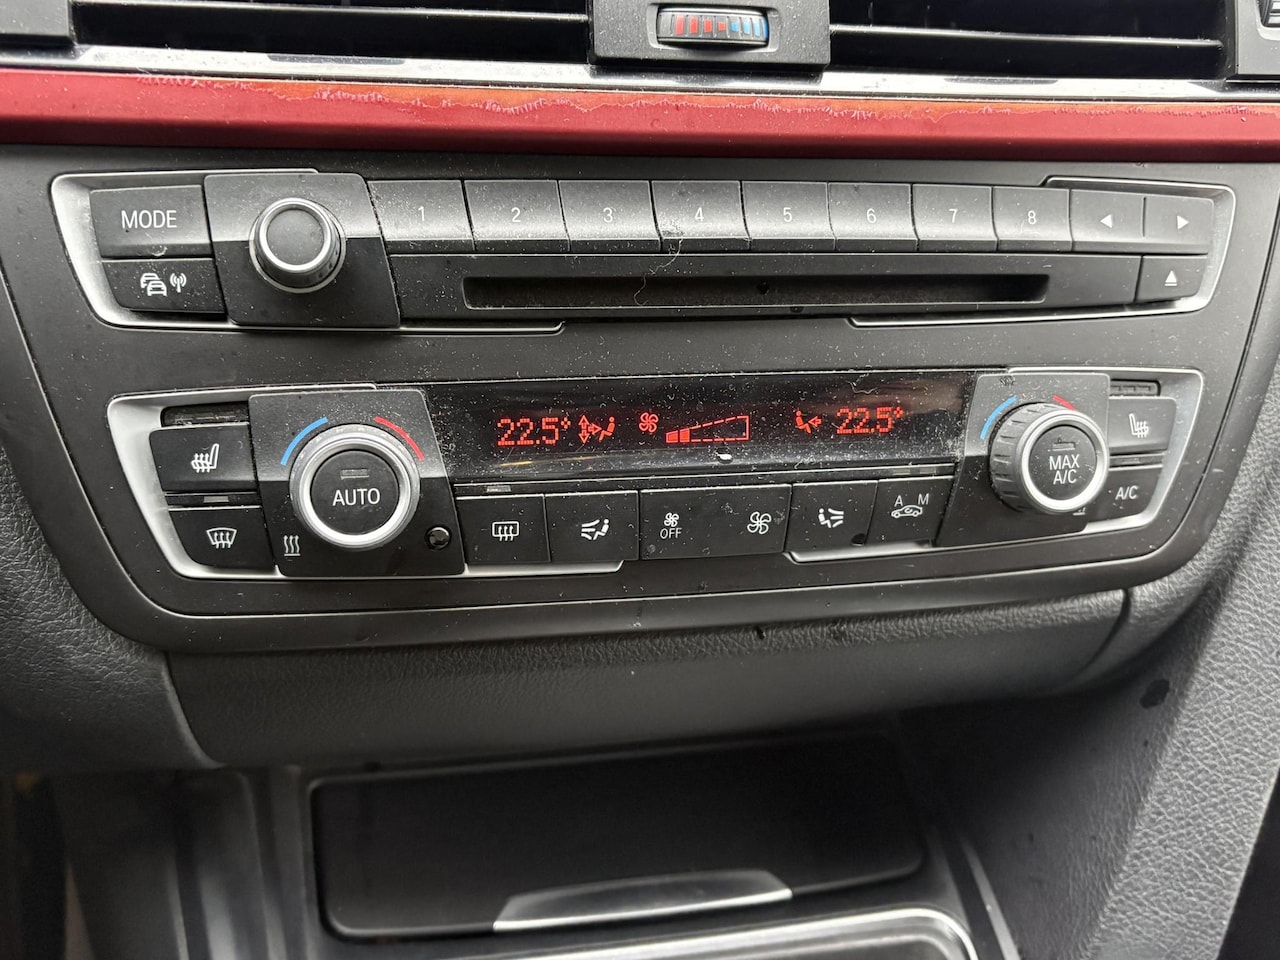 MODE
1 2 3 4 5 6 7 8
22.5° 22.5°
AUTO
MAX
A/C
A/C
OFF
A M